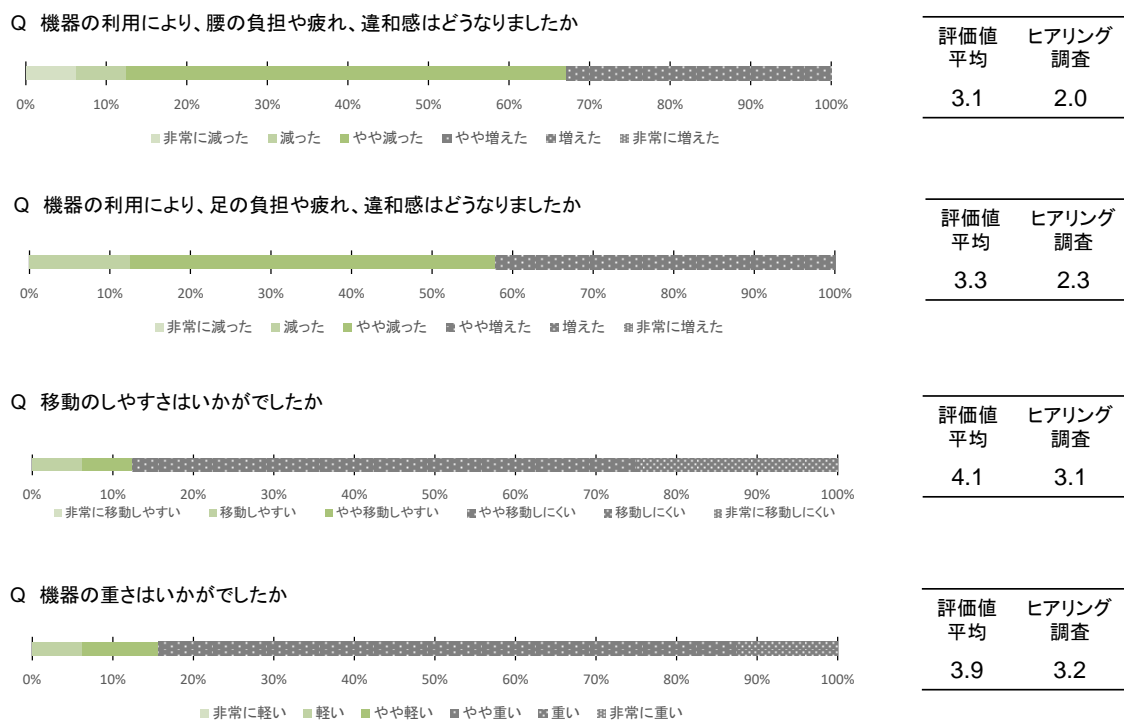 Q 機器の利用により、腰の負担や疲れ、違和感はどうなりましたか
評価値
平均
ヒアリング
調査
3.1 2.0
0% 10% 20% 30% 40% 50% 60% 70% 80% 90% 100%
非常に減った 減った やや減った やや増えた 増えた 非常に増えた
Q 機器の利用により、足の負担や疲れ、違和感はどうなりましたか
評価値
平均
ヒアリング
調査
3.3 2.3
0% 10% 20% 30% 40% 50% 60% 70% 80% 90% 100%
非常に減った 減った やや減った やや増えた 増えた 非常に増えた
Q 移動のしやすさはいかがでしたか
評価値
平均
ヒアリング
調査
4.1 3.1
0% 10% 20% 30% 40% 50% 60% 70% 80% 90% 100%
非常に移動しやすい 移動しやすい やや移動しやすい やや移動しにくい 移動しにくい 非常に移動しにくい
Q 機器の重さはいかがでしたか
評価値
平均
ヒアリング
調査
3.9 3.2
0% 10% 20% 30% 40% 50% 60% 70% 80% 90% 100%
非常に軽い 軽い やや軽い やや重い 重い 非常に重い